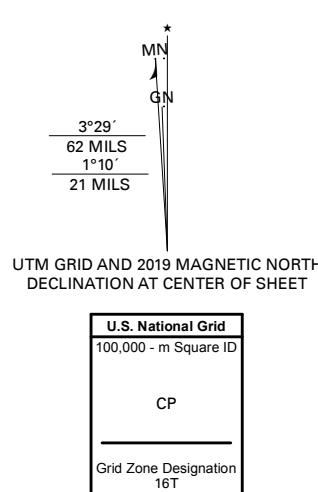 MN
GN
3°29´
62 MILS
1°10´
21 MILS
UTM GRID AND 2019 MAGNETIC NORTH
DECLINATION AT CENTER OF SHEET
U.S. National Grid
100,000 - m Square ID
CP
Grid Zone Designation
16T